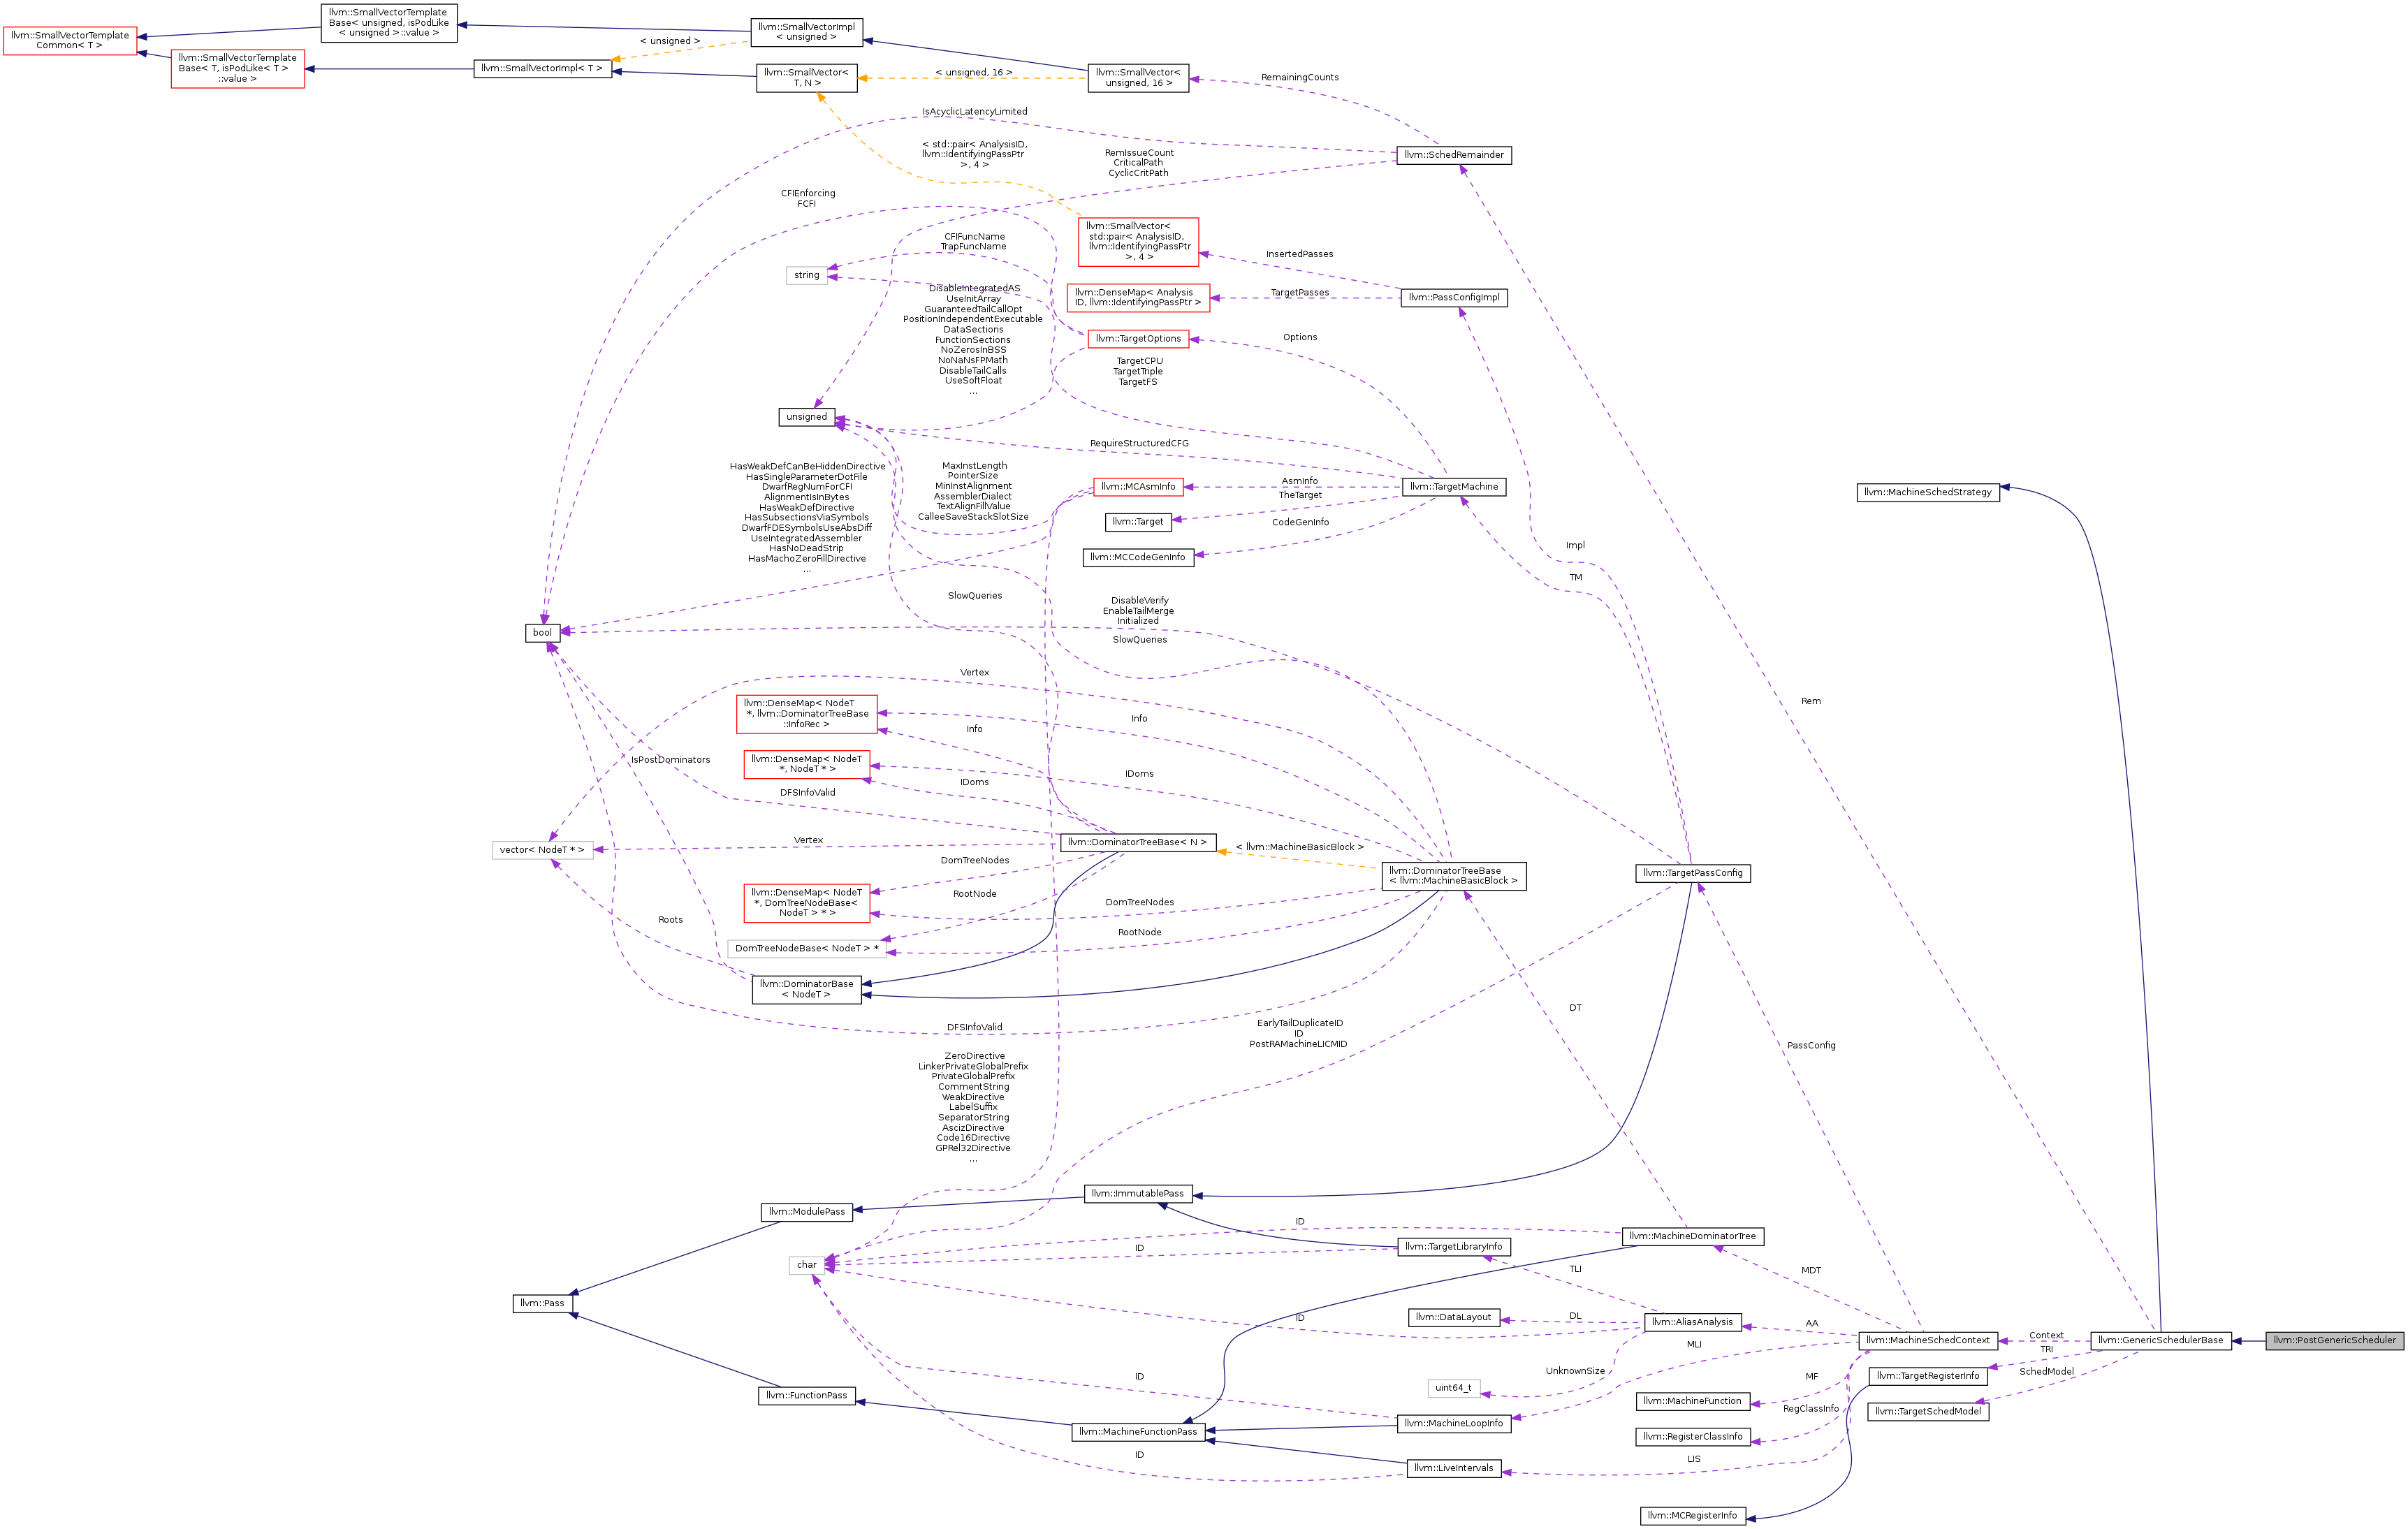 llvm::SmallVectorTemplate
Base< unsigned, isPodLike
< unsigned >::value >
llvm::SmallVectorTemplate
Common< T >
llvm::SmallVectorTemplate
Base< T, isPodLike< T >
::value >
llvm::SmallVectorImpl
< unsigned >
< unsigned >
llvm::SmallVectorImpl< T >
llvm::SmallVector<
T, N >
< unsigned, 16 >
llvm::SmallVector<
unsigned, 16 >
RemainingCounts
IsAcyclicLatencyLimited
< std::pair< AnalysisID,
llvm::IdentifyingPassPtr
>, 4 >
RemIssueCount
CriticalPath
CyclicCritPath
llvm::SchedRemainder
CFIEnforcing
FCFI
CFIFuncName
TrapFuncName
llvm::SmallVector<
std::pair< AnalysisID,
llvm::IdentifyingPassPtr
>, 4 >
InsertedPasses
string
DisableIntegratedAS
UseInitArray
GuaranteedTailCallOpt
PositionIndependentExecutable
DataSections
FunctionSections
NoZerosInBSS
NoNaNsFPMath
DisableTailCalls
UseSoftFloat
...
llvm::DenseMap< Analysis
ID, llvm::IdentifyingPassPtr >
TargetPasses
llvm::PassConfigImpl
llvm::TargetOptions
Options
TargetCPU
TargetTriple
TargetFS
unsigned
RequireStructuredCFG
HasWeakDefCanBeHiddenDirective
HasSingleParameterDotFile
DwarfRegNumForCFI
AlignmentIsInBytes
HasWeakDefDirective
HasSubsectionsViaSymbols
DwarfFDESymbolsUseAbsDiff
UseIntegratedAssembler
HasNoDeadStrip
HasMachoZeroFillDirective
...
MaxInstLength
PointerSize
MinInstAlignment
AssemblerDialect
TextAlignFillValue
CalleeSaveStackSlotSize
llvm::MCAsmInfo
AsmInfo
TheTarget
llvm::TargetMachine
llvm::Target
CodeGenInfo
llvm::MCCodeGenInfo
llvm::MachineSchedStrategy
Impl
TM
SlowQueries
DisableVerify
EnableTailMerge
Initialized
SlowQueries
bool
Vertex
llvm::DenseMap< NodeT
*, llvm::DominatorTreeBase
::InfoRec >
Info
Info
Rem
IsPostDominators
llvm::DenseMap< NodeT
*, NodeT * >
IDoms
IDoms
DFSInfoValid
vector< NodeT * >
Vertex
llvm::DominatorTreeBase< N >
< llvm::MachineBasicBlock >
DomTreeNodes
llvm::DominatorTreeBase
< llvm::MachineBasicBlock >
llvm::TargetPassConfig
llvm::DenseMap< NodeT
*, DomTreeNodeBase<
NodeT > * >
RootNode
DomTreeNodes
Roots
DomTreeNodeBase< NodeT > *
RootNode
llvm::DominatorBase
< NodeT >
DFSInfoValid
EarlyTailDuplicateID
ID
PostRAMachineLICMID
DT
PassConfig
ZeroDirective
LinkerPrivateGlobalPrefix
PrivateGlobalPrefix
CommentString
WeakDirective
LabelSuffix
SeparatorString
AscizDirective
Code16Directive
GPRel32Directive
...
llvm::ImmutablePass
llvm::ModulePass
ID
llvm::MachineDominatorTree
ID
llvm::TargetLibraryInfo
char
TLI
MDT
llvm::Pass
ID
llvm::DataLayout
DL
llvm::AliasAnalysis
AA
llvm::MachineSchedContext
Context
llvm::GenericSchedulerBase
llvm::PostGenericScheduler
MLI
TRI
ID
UnknownSize
uint64_t
MF
llvm::TargetRegisterInfo
SchedModel
llvm::FunctionPass
llvm::MachineFunction
RegClassInfo
llvm::TargetSchedModel
llvm::MachineFunctionPass
llvm::MachineLoopInfo
llvm::RegisterClassInfo
ID
llvm::LiveIntervals
LIS
llvm::MCRegisterInfo